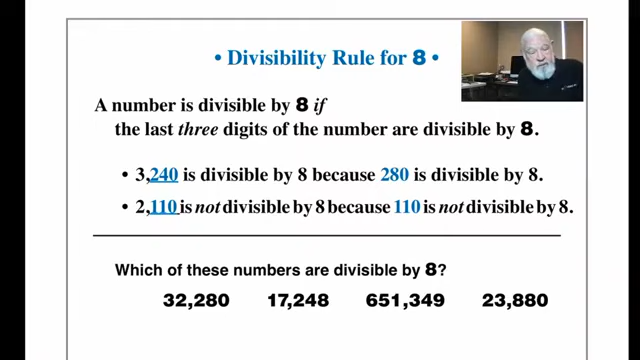 • Divisibility Rule for 8 •
A number is divisible by 8 if
the last three digits of the number are divisible by 8.
• 3,240 is divisible by 8 because 280 is divisible by 8.
• 2,110 is not divisible by 8 because 110 is not divisible by 8.
Which of these numbers are divisible by 8?
32,280 17,248 651,349 23,880